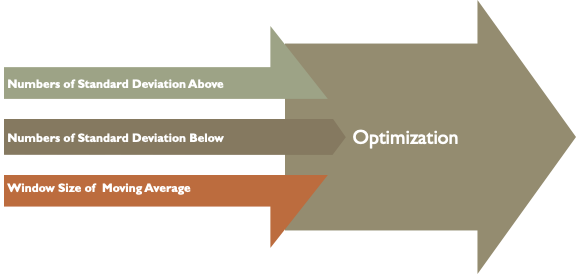 Numbers of Standard Deviation Above
Numbers of Standard Deviation Below
Optimization
Window Size of  Moving Average